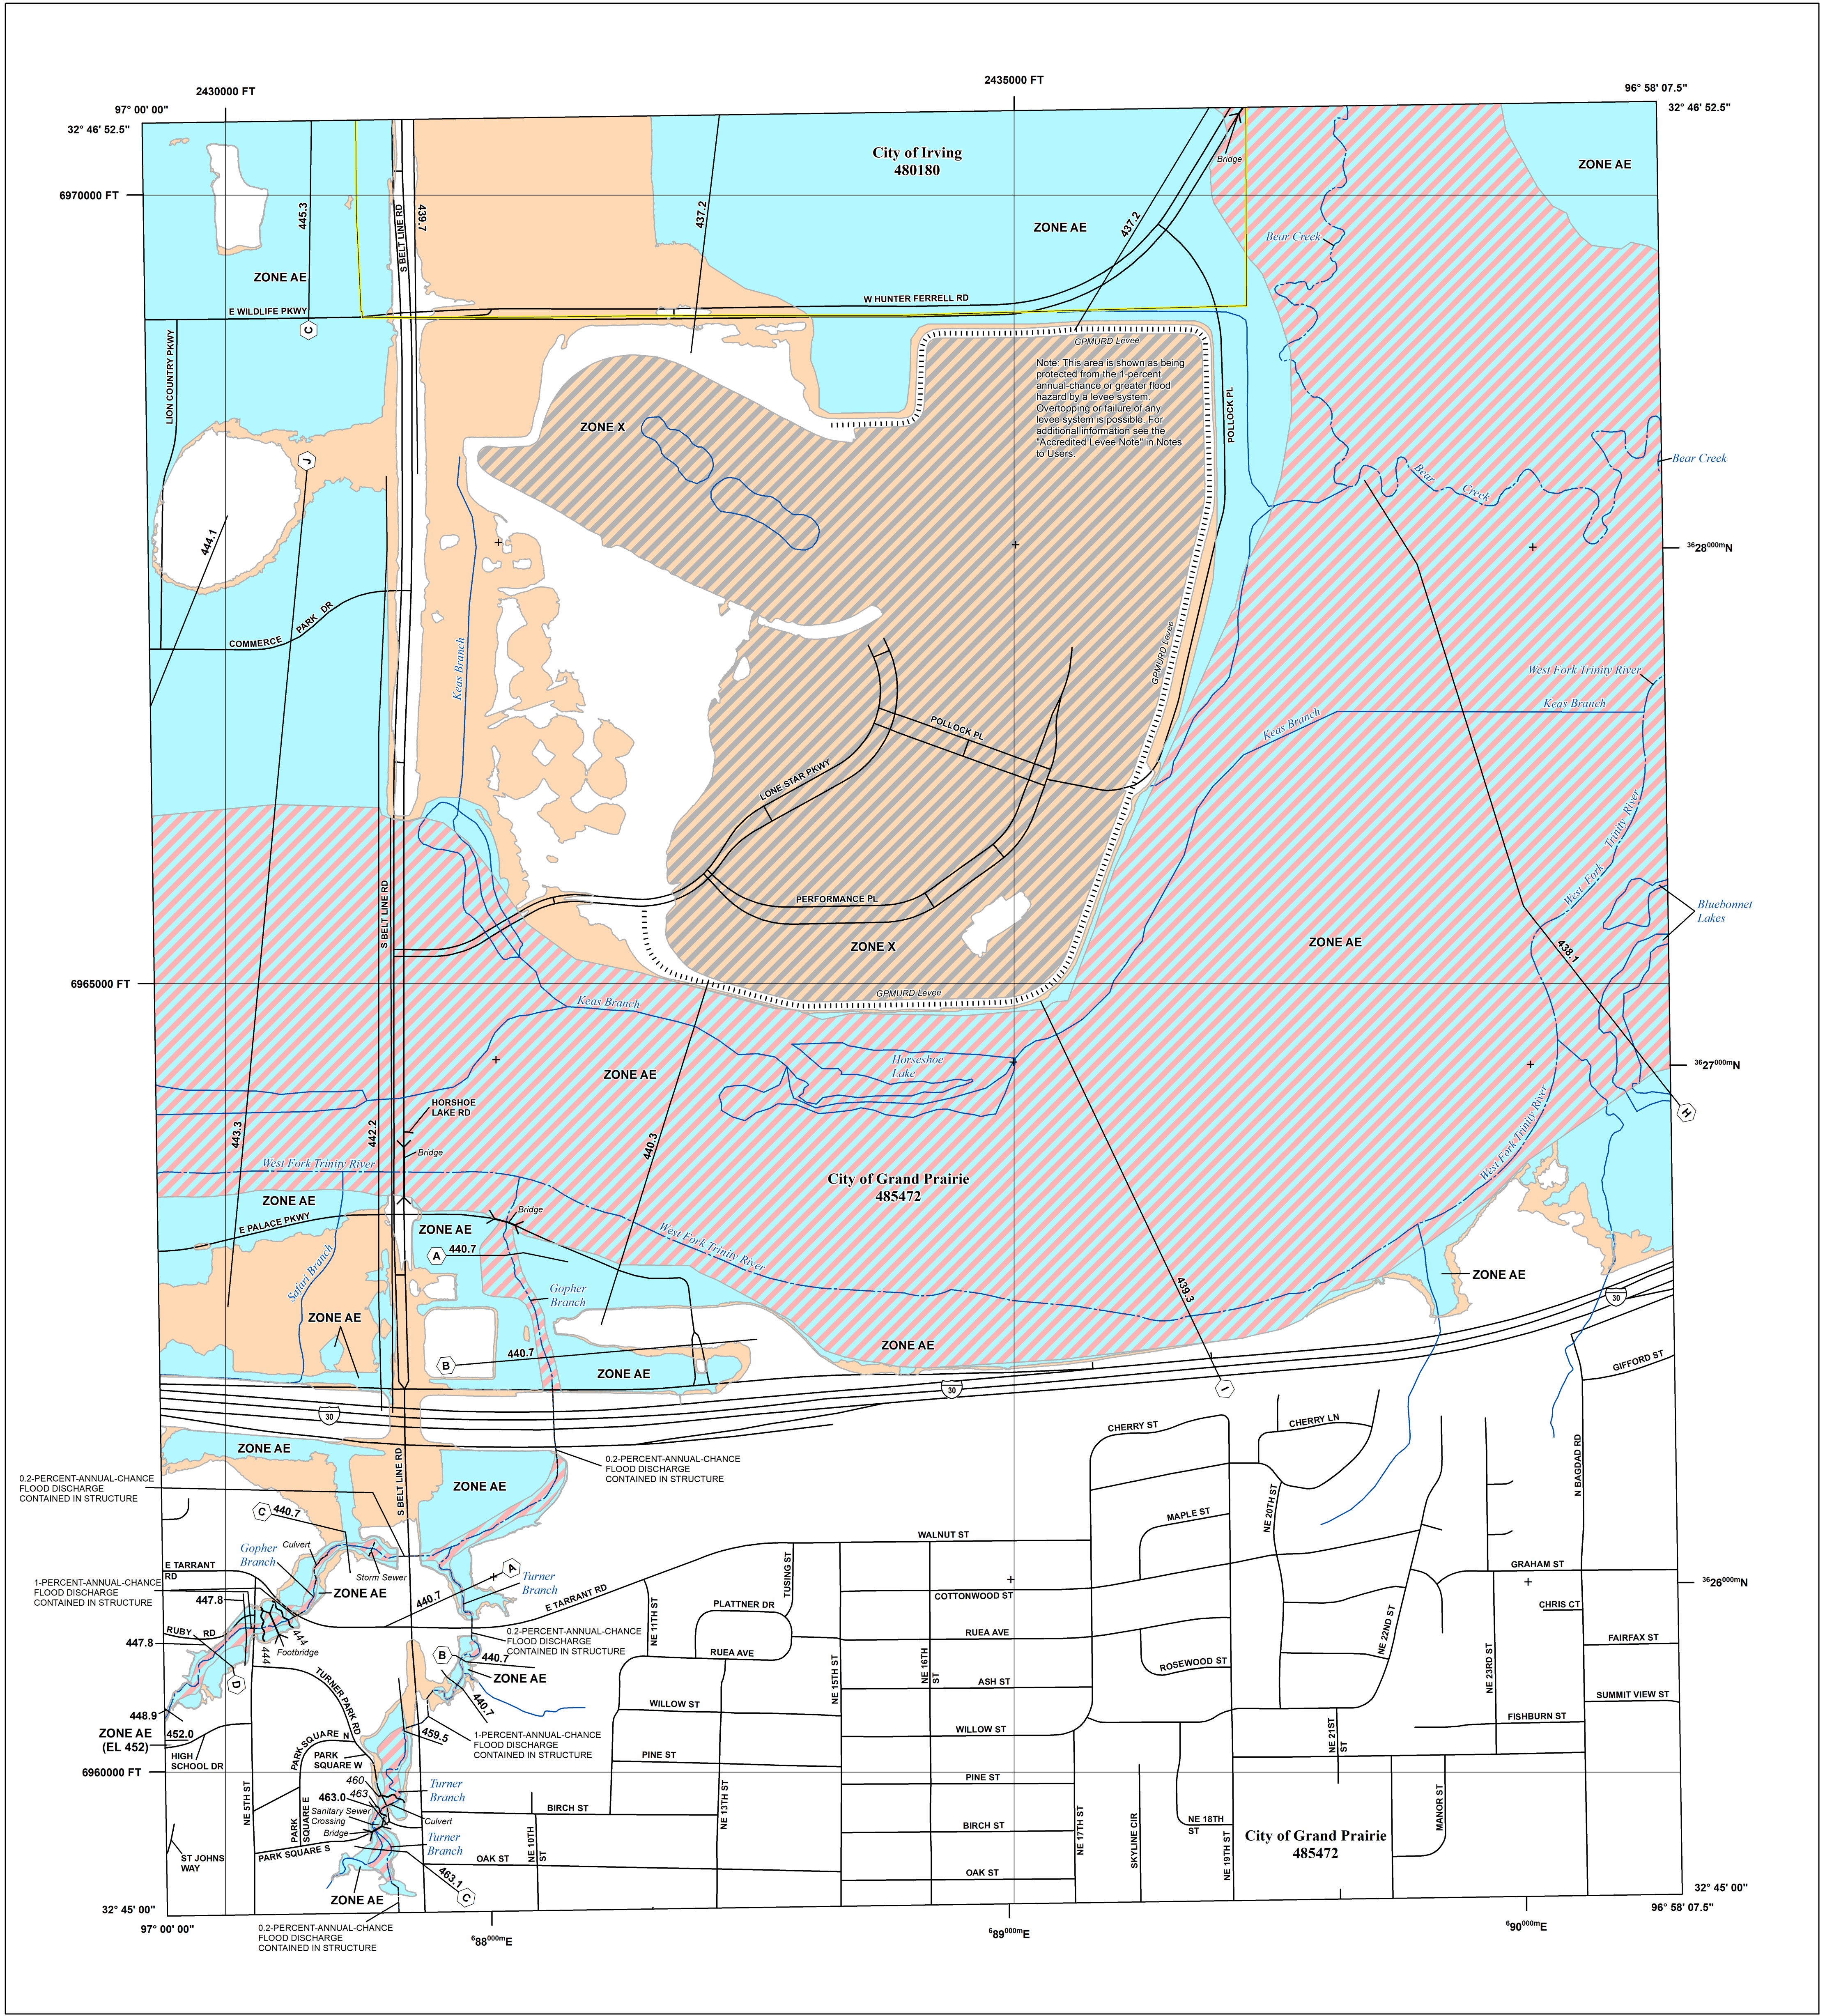 2430000 FT
2435000 FT
97° 00' 00"
96° 58' 07.5"
32° 46' 52.5"
32° 46' 52.5"
City of Irving
480180
Bridge
ZONE AE
6970000 FT
445.3
S BELT LINE RD
439.7
437.2
437.2
ZONE AE
Bear Creek
ZONE AE
W HUNTER FERRELL RD
E WILDLIFE PKWY
C
GPMURD Levee
LION COUNTRY PKWY
Note: This area is shown as being
protected from the 1-percent
annual-chance or greater flood
hazard by a levee system.
Overtopping or failure of any
levee system is possible. For
additional information see the
"Accredited Levee Note" in Notes
to Users.
POLLOCK PL
ZONE X
J
Bear Creek
Bear Creek
444.1
3628000mN
COMMERCE PARK DR
Keas Branch
GPMURD Levee
West Fork Trinity River
Keas Branch
Keas Branch
POLLOCK PL
LONE STAR PKWY
West Fork Trinity River
S BELT LINE RD
PERFORMANCE PL
Bluebonnet
Lakes
ZONE X
ZONE AE
438.1
6965000 FT
GPMURD Levee
Keas Branch
Horseshoe
Lake
ZONE AE
3627000mN
HORSHOE
LAKE RD
H
443.3
442.2
440.3
Bridge
West Fork Trinity River
West Fork Trinity River
City of Grand Prairie
485472
ZONE AE
E PALACE PKWY
ZONE AE
Bridge
A
440.7
West Fork Trinity River
Safari Branch
Gopher
Branch
439.3
ZONE AE
ZONE AE
30
ZONE AE
B
440.7
ZONE AE
GIFFORD ST
30
I
30
CHERRY ST
CHERRY LN
ZONE AE
S BELT LINE RD
0.2-PERCENT-ANNUAL-CHANCE
FLOOD DISCHARGE
CONTAINED IN STRUCTURE
0.2-PERCENT-ANNUAL-CHANCE
FLOOD DISCHARGE
CONTAINED IN STRUCTURE
ZONE AE
N BAGDAD RD
C
440.7
MAPLE ST
NE 20TH ST
WALNUT ST
Gopher
Branch
Culvert
E TARRANT
RD
Storm Sewer
A
Turner
Branch
TUSING ST
GRAHAM ST
1-PERCENT-ANNUAL-CHANCE
FLOOD DISCHARGE
CONTAINED IN STRUCTURE
ZONE AE
440.7
E TARRANT RD
COTTONWOOD ST
3626000mN
447.8
PLATTNER DR
CHRIS CT
RUBY RD
444
444
Footbridge
NE 11TH ST
0.2-PERCENT-ANNUAL-CHANCE
FLOOD DISCHARGE
CONTAINED IN STRUCTURE
RUEA AVE
NE 22ND ST
FAIRFAX ST
447.8
B
440.7
RUEA AVE
ROSEWOOD ST
D
ZONE AE
NE 15TH ST
NE 16TH
ST
ASH ST
NE 23RD ST
SUMMIT VIEW ST
TURNER PARK RD
440.7
WILLOW ST
448.9
FISHBURN ST
ZONE AE
(EL 452)
452.0
459.5
1-PERCENT-ANNUAL-CHANCE
FLOOD DISCHARGE
CONTAINED IN STRUCTURE
WILLOW ST
NE 21ST
ST
HIGH
SCHOOL DR
PARK SQUARE N
PARK
SQUARE W
PINE ST
6960000 FT
PINE ST
460
463
463.0
Turner
Branch
Sanitary Sewer
Crossing
Culvert
BIRCH ST
NE 5TH ST
PARK
SQUARE E
NE 13TH ST
NE 17TH ST
SKYLINE CIR
NE 18TH
ST
MANOR ST
BIRCH ST
Bridge
Turner
Branch
City of Grand Prairie
485472
PARK SQUARE S
ST JOHNS
WAY
OAK ST
NE 10TH
ST
NE 19TH ST
OAK ST
463.1
C
ZONE AE
32° 45' 00"
32° 45' 00"
97° 00' 00"
96° 58' 07.5"
0.2-PERCENT-ANNUAL-CHANCE
FLOOD DISCHARGE
CONTAINED IN STRUCTURE
688000mE
689000mE
690000mE